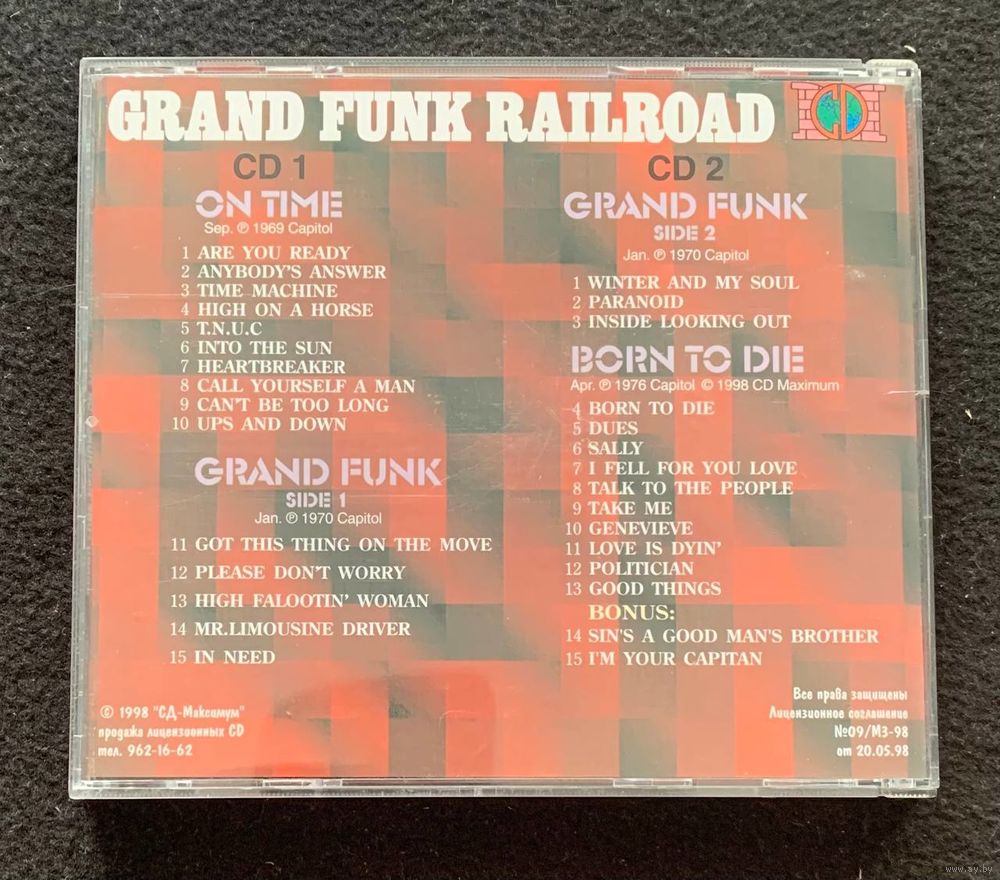 GRAND FUNK RAILROAD
CD
CD 1
ON TIME
Sep. ℗ 1969 Capitol
1 ARE YOU READY
2 ANYBODY'S ANSWER
3 TIME MACHINE
4 HIGH ON A HORSE
5 T.N.U.C
6 INTO THE SUN
7 HEARTBREAKER
8 CALL YOURSELF A MAN
9 CAN'T BE TOO LONG
10 UPS AND DOWN
GRAND FUNK
SIDE 1
Jan. ℗ 1970 Capitol
11 GOT THIS THING ON THE MOVE
12 PLEASE DON'T WORRY
13 HIGH FALOOTIN' WOMAN
14 MR.LIMOUSINE DRIVER
15 IN NEED
CD 2
GRAND FUNK
SIDE 2
Jan. ℗ 1970 Capitol
1 WINTER AND MY SOUL
2 PARANOID
3 INSIDE LOOKING OUT
BORN TO DIE
Apr. ℗ 1976 Capitol © 1998 CD Maximum
4 BORN TO DIE
5 DUES
6 SALLY
7 I FELL FOR YOU LOVE
8 TALK TO THE PEOPLE
9 TAKE ME
10 GENEVIEVE
11 LOVE IS DYIN'
12 POLITICIAN
13 GOOD THINGS
BONUS:
14 SIN'S A GOOD MAN'S BROTHER
15 I'M YOUR CAPITAN
© 1998 "СД-Максимум"
продажа лицензионных CD
тел. 962-16-62
Все права защищены
Лицензионное соглашение
№09/МЗ-98
от 20.05.98
www.ay.by